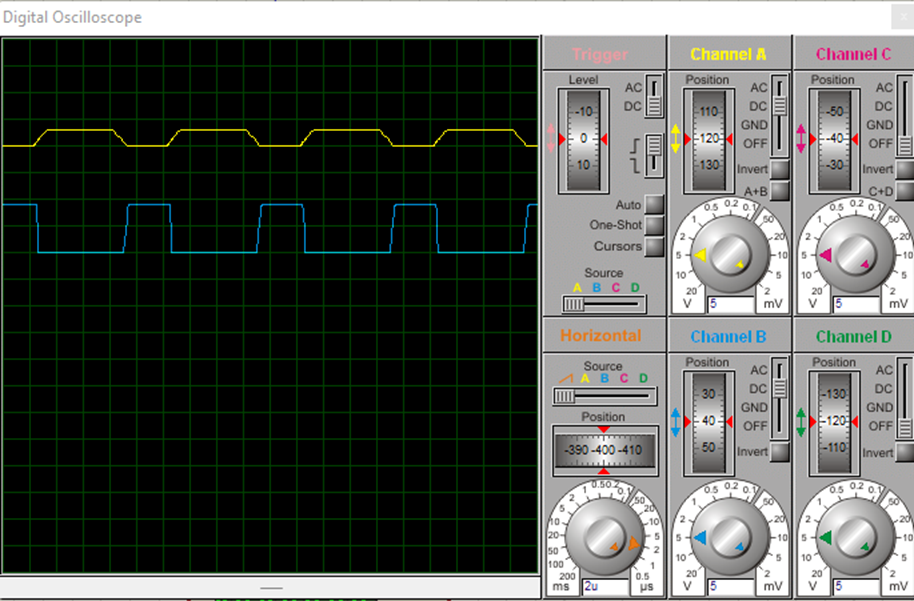 Digital Oscilloscope
Trigger
Level
-10
0
10
AC
DC
Auto
One-Shot
Cursors
Source
A B C D
Channel A
Position
110
120
130
AC
DC
GND
OFF
Invert
A+B
0.5 0.2 0.1
1
2
5
10
20
V
50
20
10
5
2
mV
5
Channel C
Position
-50
-40
-30
AC
DC
GND
OFF
Invert
C+D
0.5 0.2 0.1
1
2
5
10
20
V
50
20
10
5
2
mV
5
Horizontal
Source
A B C D
Position
-390 -400 -410
1 0.5 0.2 0.1
2
5
10
20
50
100
200
ms
50
20
10
5
2
1
0.5
µs
2u
Channel B
Position
30
40
50
AC
DC
GND
OFF
Invert
0.5 0.2 0.1
1
2
5
10
20
V
50
20
10
5
2
mV
5
Channel D
Position
-130
-120
-110
AC
DC
GND
OFF
Invert
0.5 0.2 0.1
1
2
5
10
20
V
50
20
10
5
2
mV
5